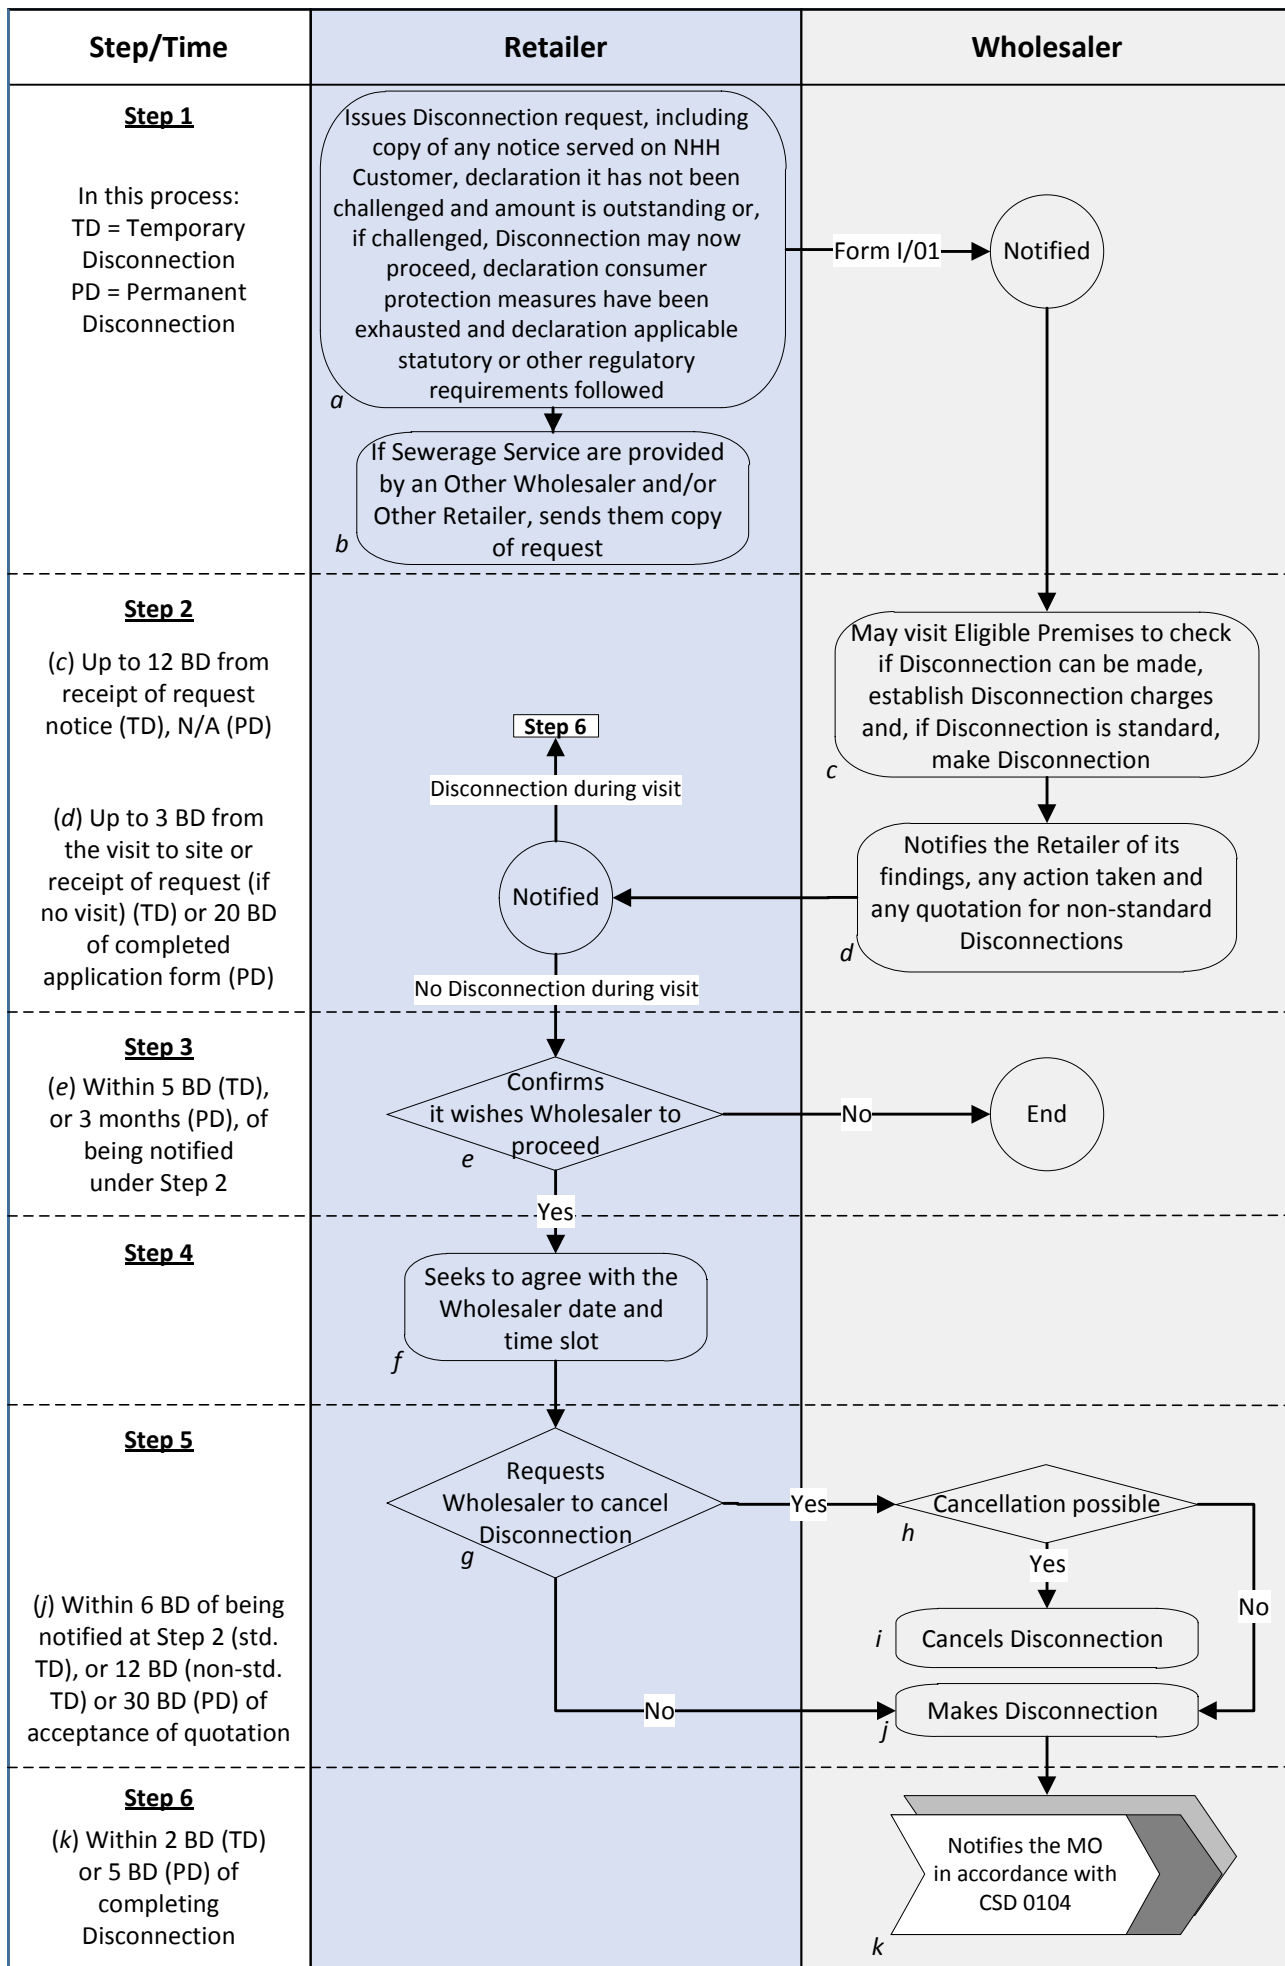 Step/Time
Retailer
Wholesaler
Step 1
In this process:
TD = Temporary
Disconnection
PD = Permanent
Disconnection
Issues Disconnection request, including
copy of any notice served on NHH
Customer, declaration it has not been
challenged and amount is outstanding or,
if challenged, Disconnection may now
proceed, declaration consumer
protection measures have been
exhausted and declaration applicable
statutory or other regulatory
requirements followed
a
Form I/01
Notified
If Sewerage Service are provided
by an Other Wholesaler and/or
Other Retailer, sends them copy
of request
b
Step 2
(c) Up to 12 BD from
receipt of request
notice (TD), N/A (PD)
(d) Up to 3 BD from
the visit to site or
receipt of request (if
no visit) (TD) or 20 BD
of completed
application form (PD)
May visit Eligible Premises to check
if Disconnection can be made,
establish Disconnection charges
and, if Disconnection is standard,
make Disconnection
c
Step 6
Disconnection during visit
Notified
Notifies the Retailer of its
findings, any action taken and
any quotation for non-standard
Disconnections
d
No Disconnection during visit
Step 3
(e) Within 5 BD (TD),
or 3 months (PD), of
being notified
under Step 2
Confirms
it wishes Wholesaler to
proceed
e
No
End
Yes
Step 4
Seeks to agree with the
Wholesaler date and
time slot
f
Step 5
(j) Within 6 BD of being
notified at Step 2 (std.
TD), or 12 BD (non-std.
TD) or 30 BD (PD) of
acceptance of quotation
Requests
Wholesaler to cancel
Disconnection
g
Yes
Cancellation possible
h
Yes
No
Cancels Disconnection
i
No
Makes Disconnection
j
Step 6
(k) Within 2 BD (TD)
or 5 BD (PD) of
completing
Disconnection
Notifies the MO
in accordance with
CSD 0104
k